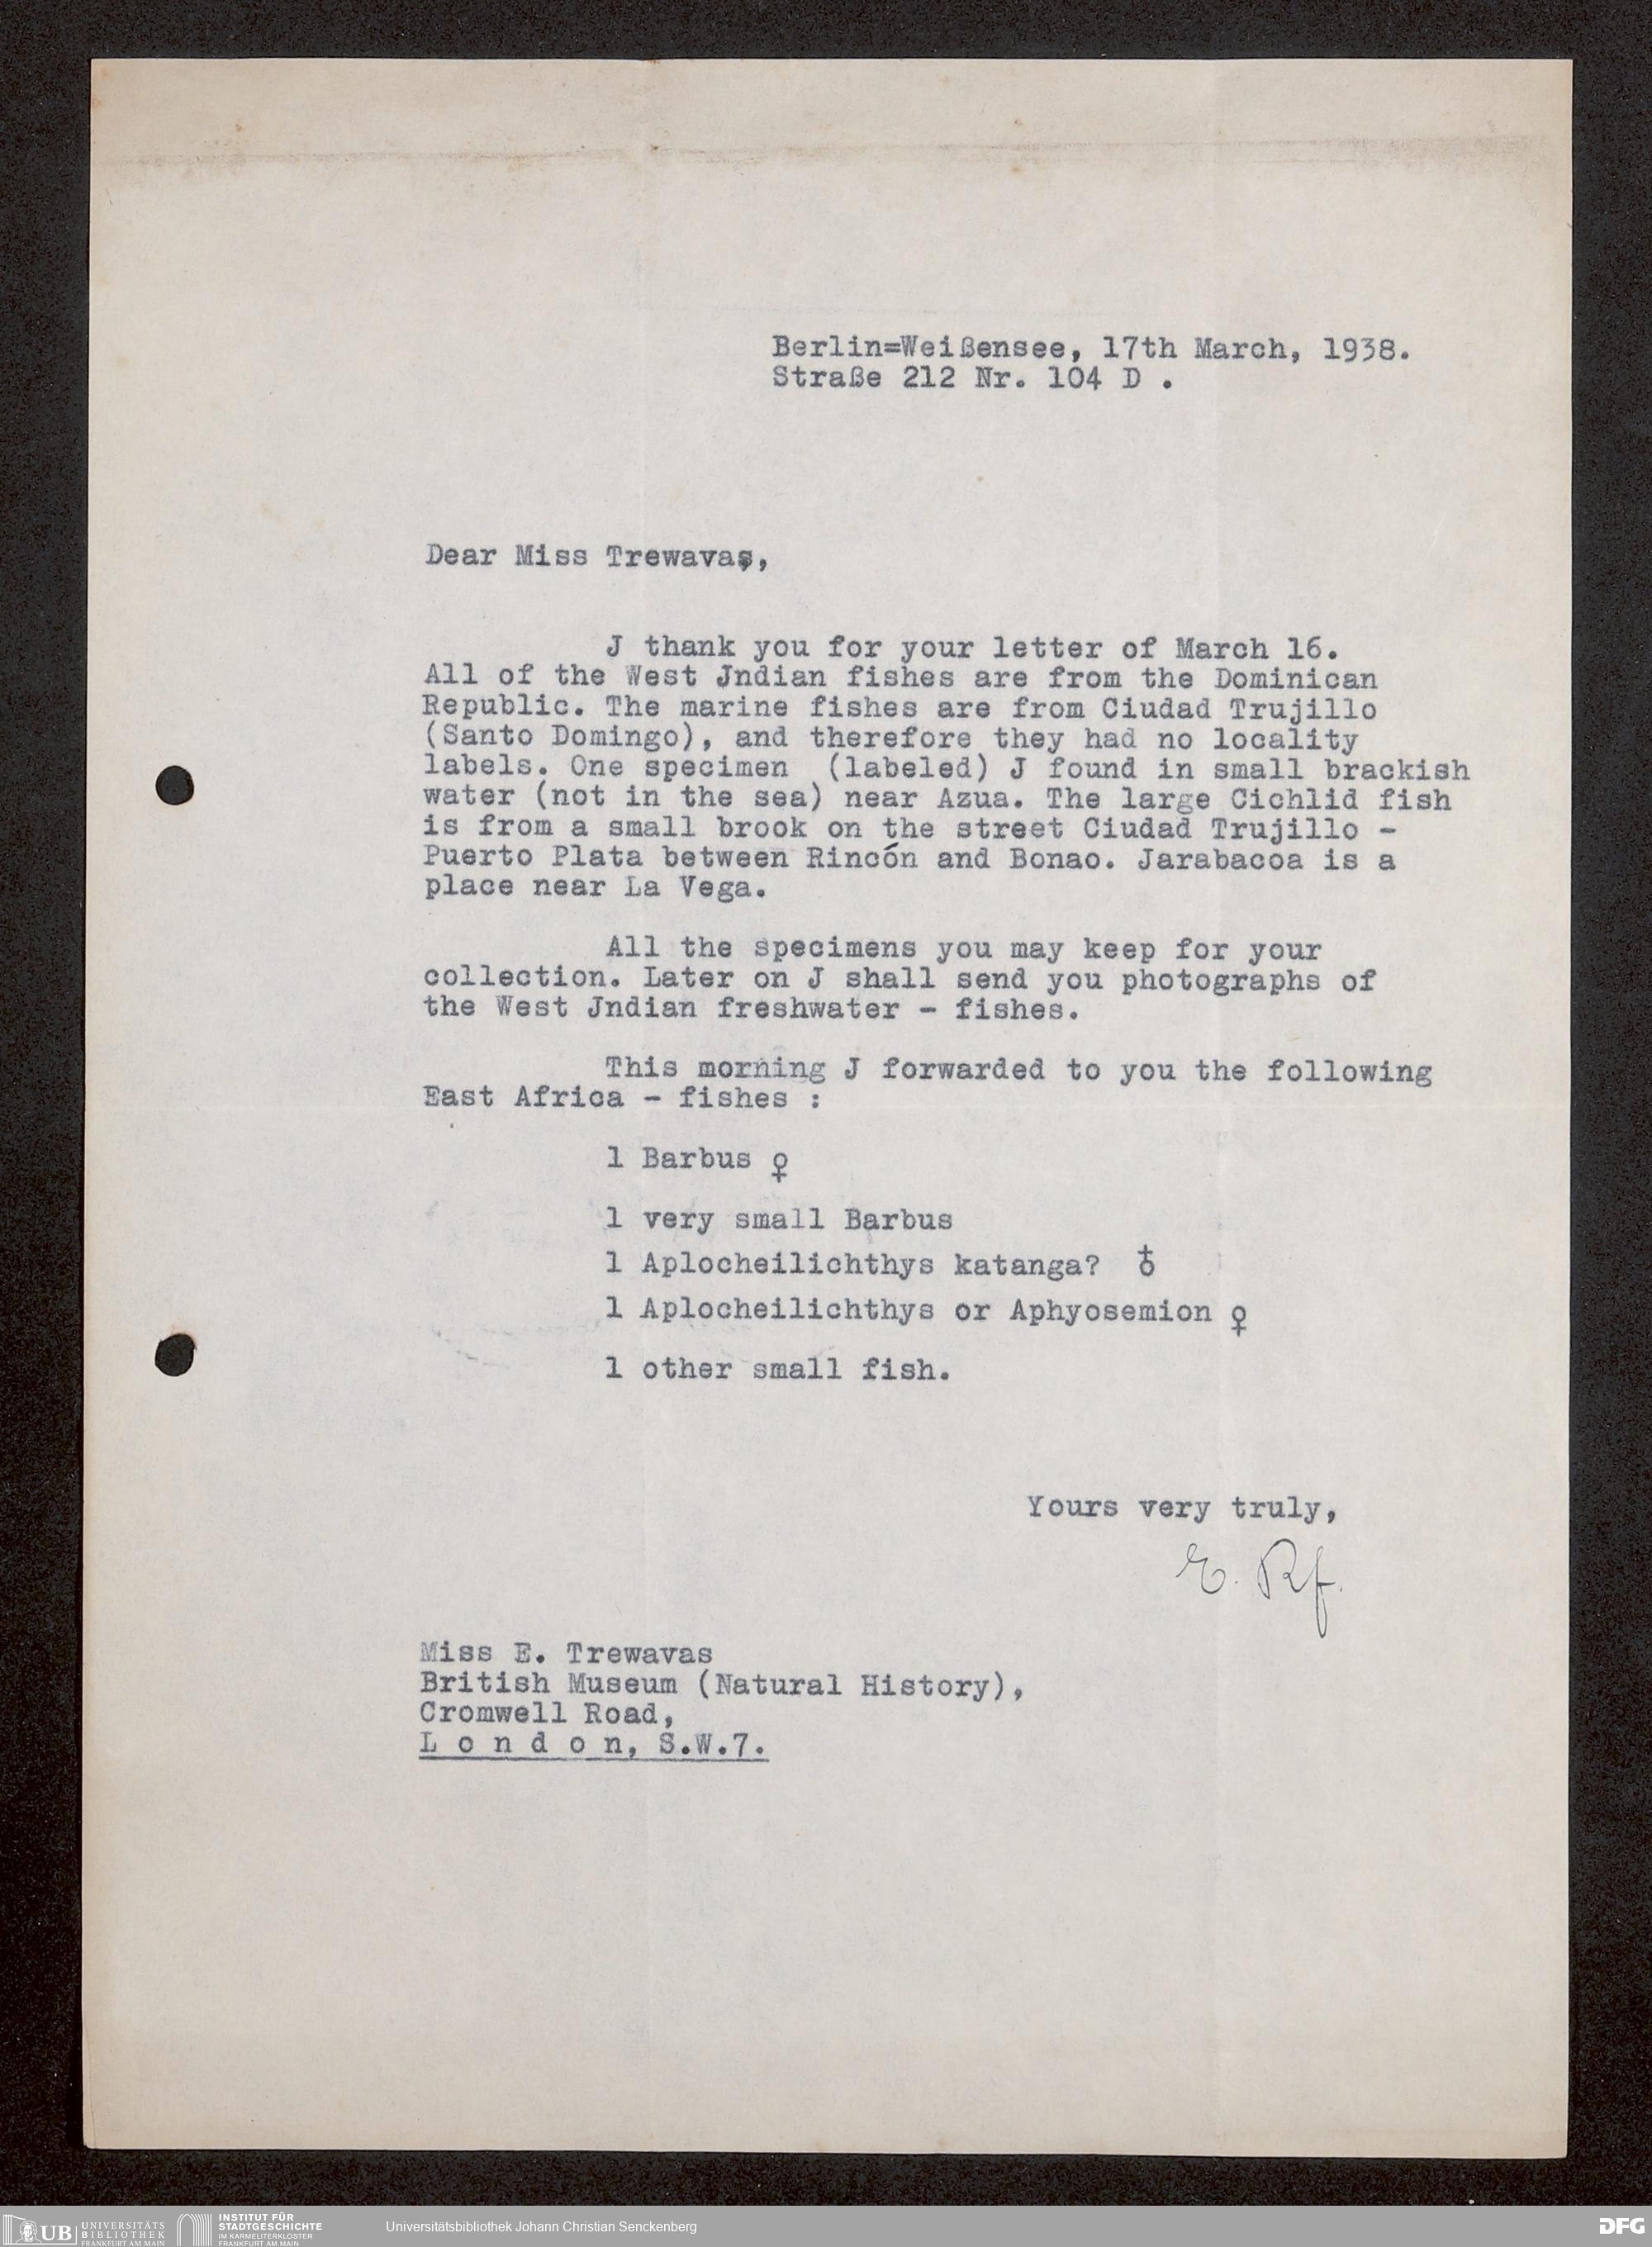 Berlin=Weißensee, 17th March, 1938.
Straße 212 Nr. 104 D .
Dear Miss Trewavas,
J thank you for your letter of March 16.
All of the West Jndian fishes are from the Dominican
Republic. The marine fishes are from Ciudad Trujillo
(Santo Domingo), and therefore they had no locality
labels. One specimen (labeled) J found in small brackish
water (not in the sea) near Azua. The large Cichlid fish
is from a small brook on the street Ciudad Trujillo -
Puerto Plata between Rincón and Bonao. Jarabacoa is a
place near La Vega.
All the specimens you may keep for your
collection. Later on J shall send you photographs of
the West Jndian freshwater - fishes.
This morning J forwarded to you the following
East Africa - fishes :
1 Barbus ♀
1 very small Barbus
1 Aplocheilichthys katanga? ♁
1 Aplocheilichthys or Aphyosemion ♀
1 other small fish.
Yours very truly,
E. Rf.
Miss E. Trewavas
British Museum (Natural History),
Cromwell Road,
L o n d o n, S.W.7.
UB UNIVERSITÄTS
BIBLIOTHEK
FRANKFURT AM MAIN
INSTITUT FÜR
STADTGESCHICHTE
IM KARMELITERKLOSTER
FRANKFURT AM MAIN
Universitätsbibliothek Johann Christian Senckenberg
DFG